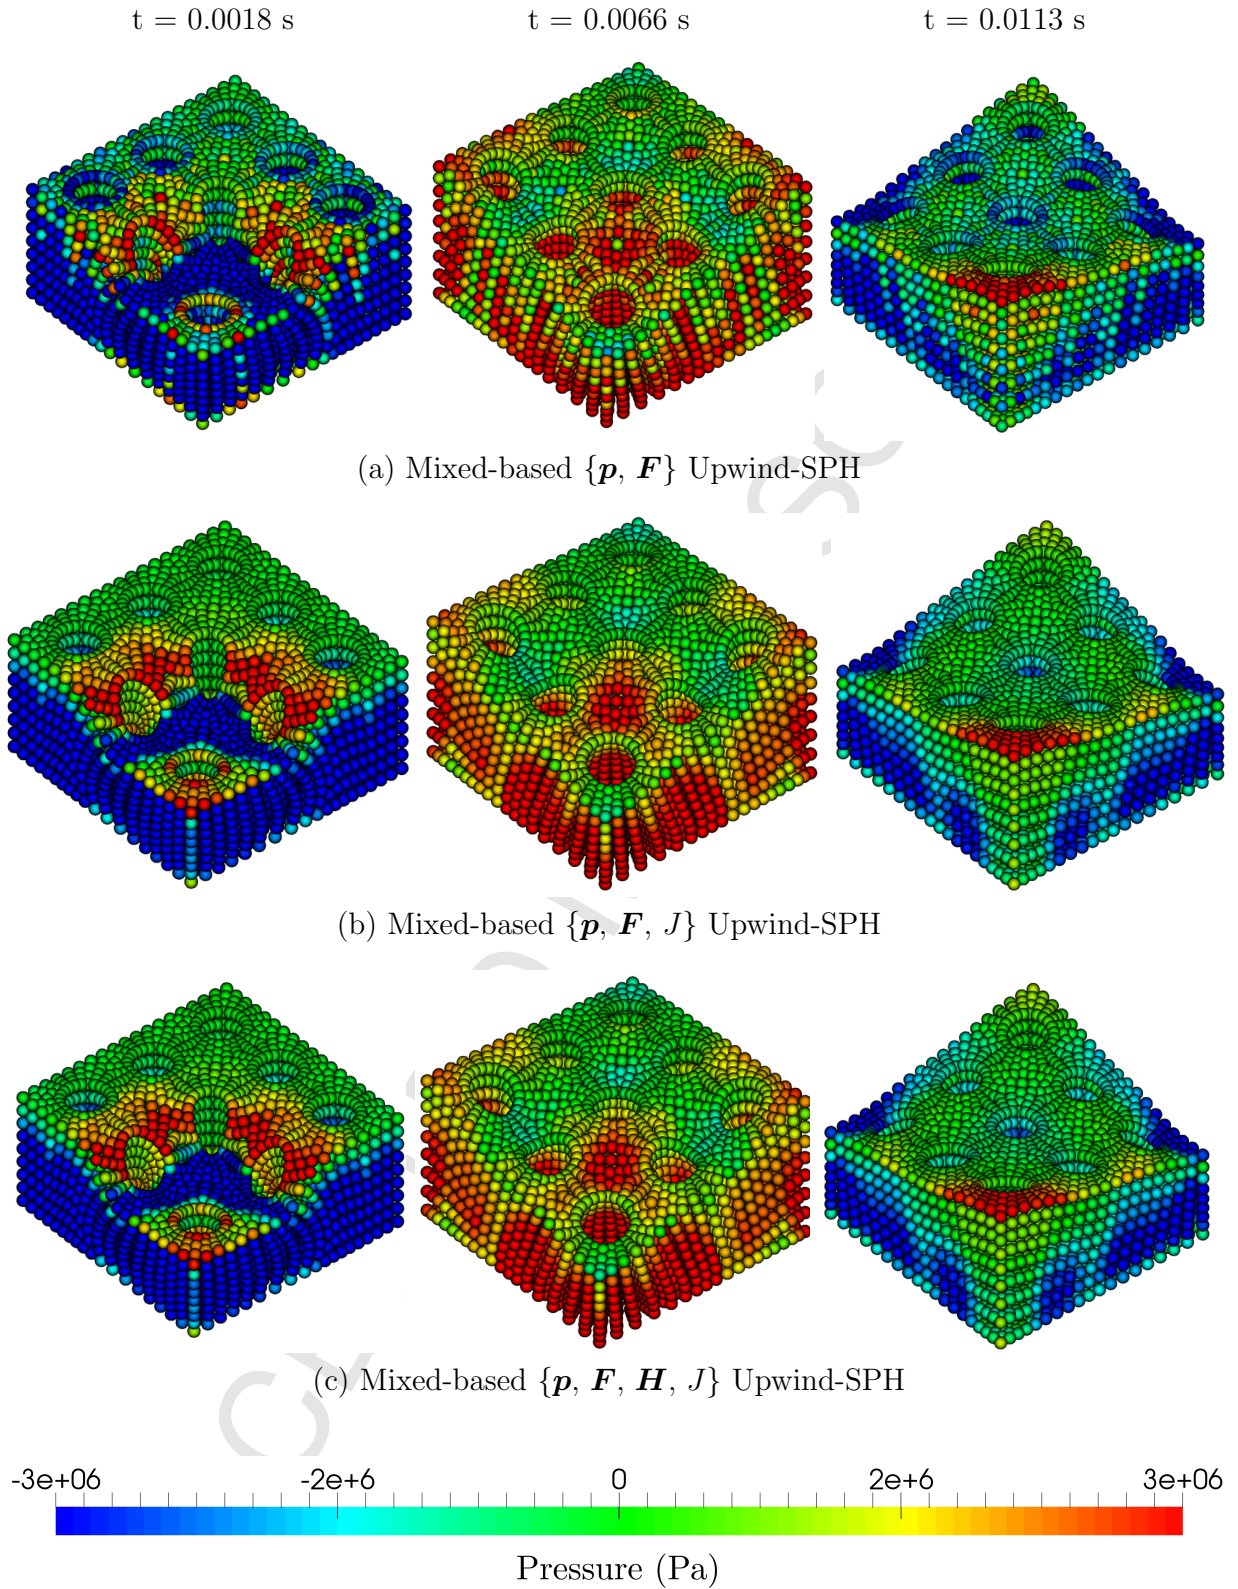 t = 0.0018 s t = 0.0066 s t = 0.0113 s
(a) Mixed-based {p, F} Upwind-SPH
(b) Mixed-based {p, F, J} Upwind-SPH
(c) Mixed-based {p, F, H, J} Upwind-SPH
-3e+06 -2e+6 0 2e+6 3e+06
Pressure (Pa)